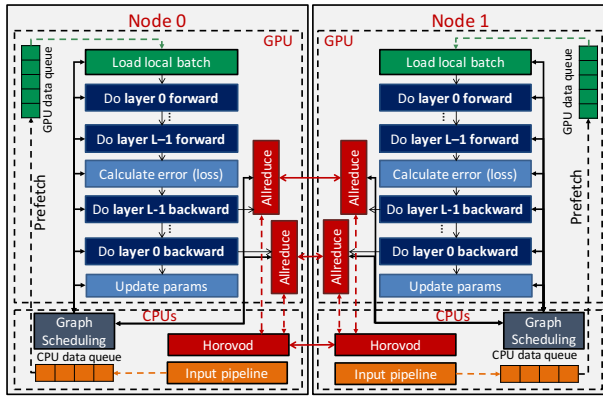 Node 0
GPU
GPU data queue
Load local batch
Do layer 0 forward
Do layer L–1 forward
Calculate error (loss)
Do layer L-1 backward
Do layer 0 backward
Update params
Allreduce
Allreduce
Prefetch
CPUs
Graph
Scheduling
CPU data queue
Horovod
Input pipeline
Node 1
GPU
GPU data queue
Load local batch
Do layer 0 forward
Do layer L–1 forward
Calculate error (loss)
Do layer L-1 backward
Do layer 0 backward
Update params
Allreduce
Allreduce
Prefetch
CPUs
Graph
Scheduling
CPU data queue
Horovod
Input pipeline